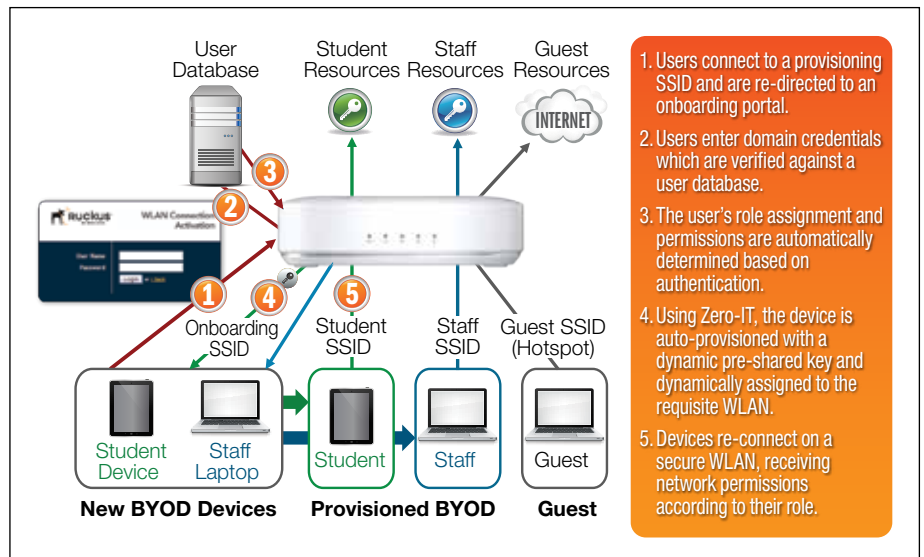 User
Database
Student
Resources
Staff
Resources
Guest
Resources
INTERNET
3
2
RUCKUS
WLAN Connection
Activation
User Name
Password
1
4
5
Onboarding
SSID
Student
SSID
Staff
SSID
Guest SSID
(Hotspot)
Student
Device
Staff
Laptop
Student
Staff
Guest
New BYOD Devices
Provisioned BYOD
Guest
1. Users connect to a provisioning
SSID and are re-directed to an
onboarding portal.
2. Users enter domain credentials
which are verified against a
user database.
3. The user's role assignment and
permissions are automatically
determined based on
authentication.
4. Using Zero-IT, the device is
auto-provisioned with a
dynamic pre-shared key and
dynamically assigned to the
requisite WLAN.
5. Devices re-connect on a
secure WLAN, receiving
network permissions
according to their role.